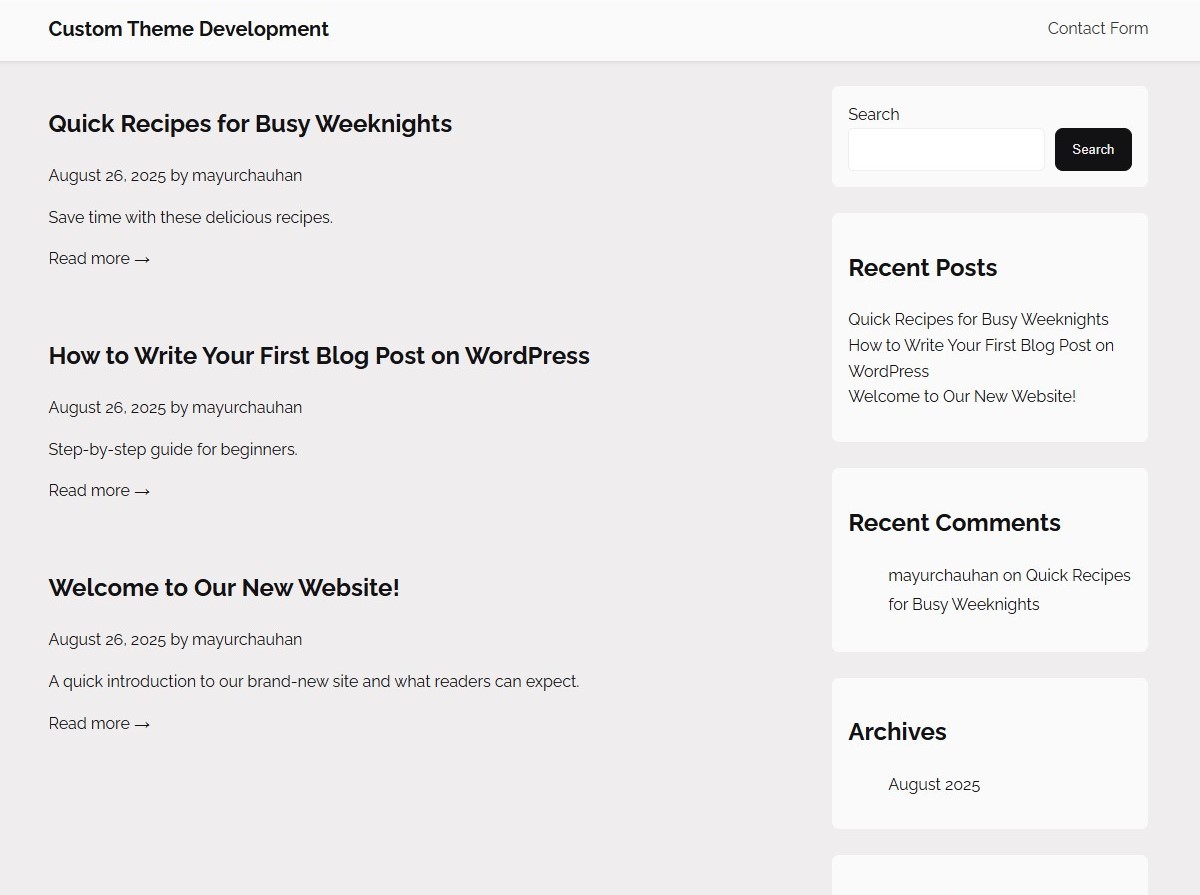 Custom Theme Development
Contact Form
Quick Recipes for Busy Weeknights
August 26, 2025 by mayurchauhan
Save time with these delicious recipes.
Read more →
How to Write Your First Blog Post on WordPress
August 26, 2025 by mayurchauhan
Step-by-step guide for beginners.
Read more →
Welcome to Our New Website!
August 26, 2025 by mayurchauhan
A quick introduction to our brand-new site and what readers can expect.
Read more →
Search
Search
Recent Posts
Quick Recipes for Busy Weeknights
How to Write Your First Blog Post on
WordPress
Welcome to Our New Website!
Recent Comments
mayurchauhan on Quick Recipes
for Busy Weeknights
Archives
August 2025